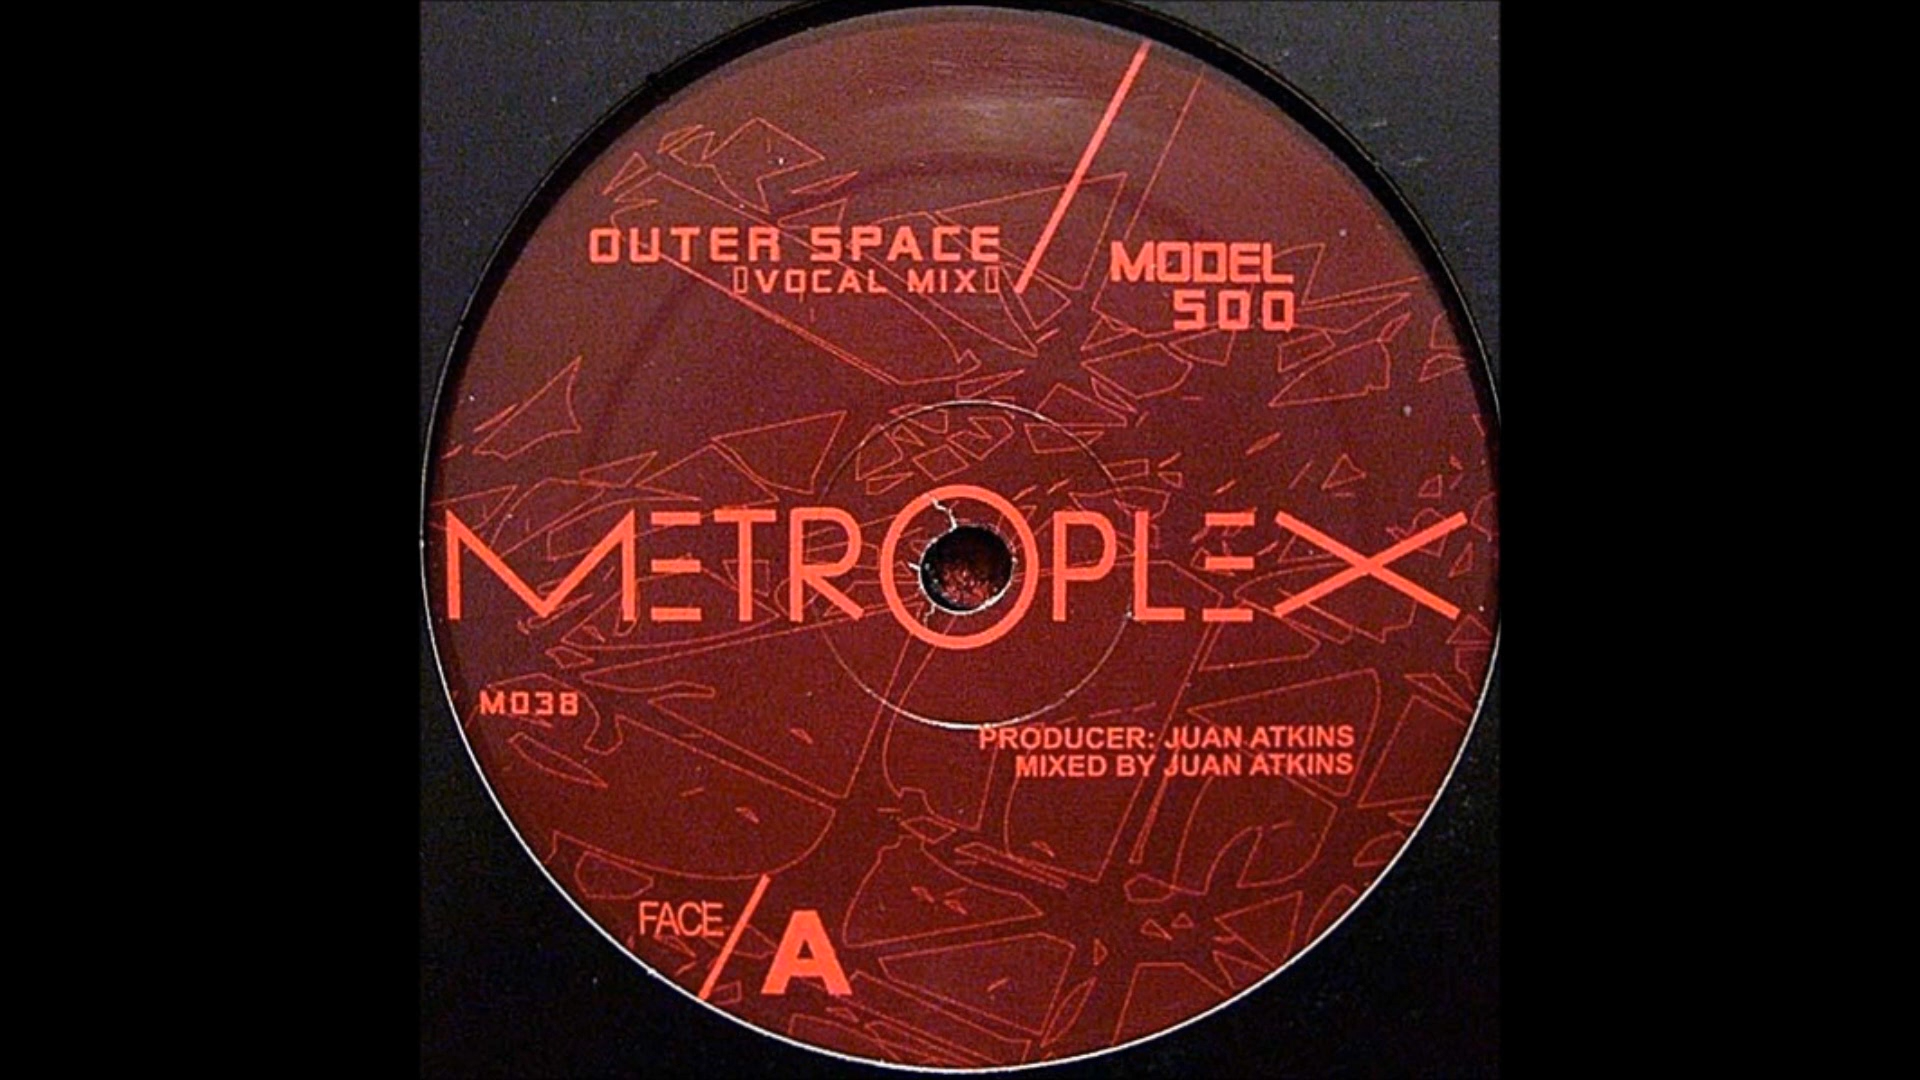 OUTER SPACE
[VOCAL MIX]
MODEL
500
METROPLEX
M038
PRODUCER: JUAN ATKINS
MIXED BY JUAN ATKINS
FACE/A